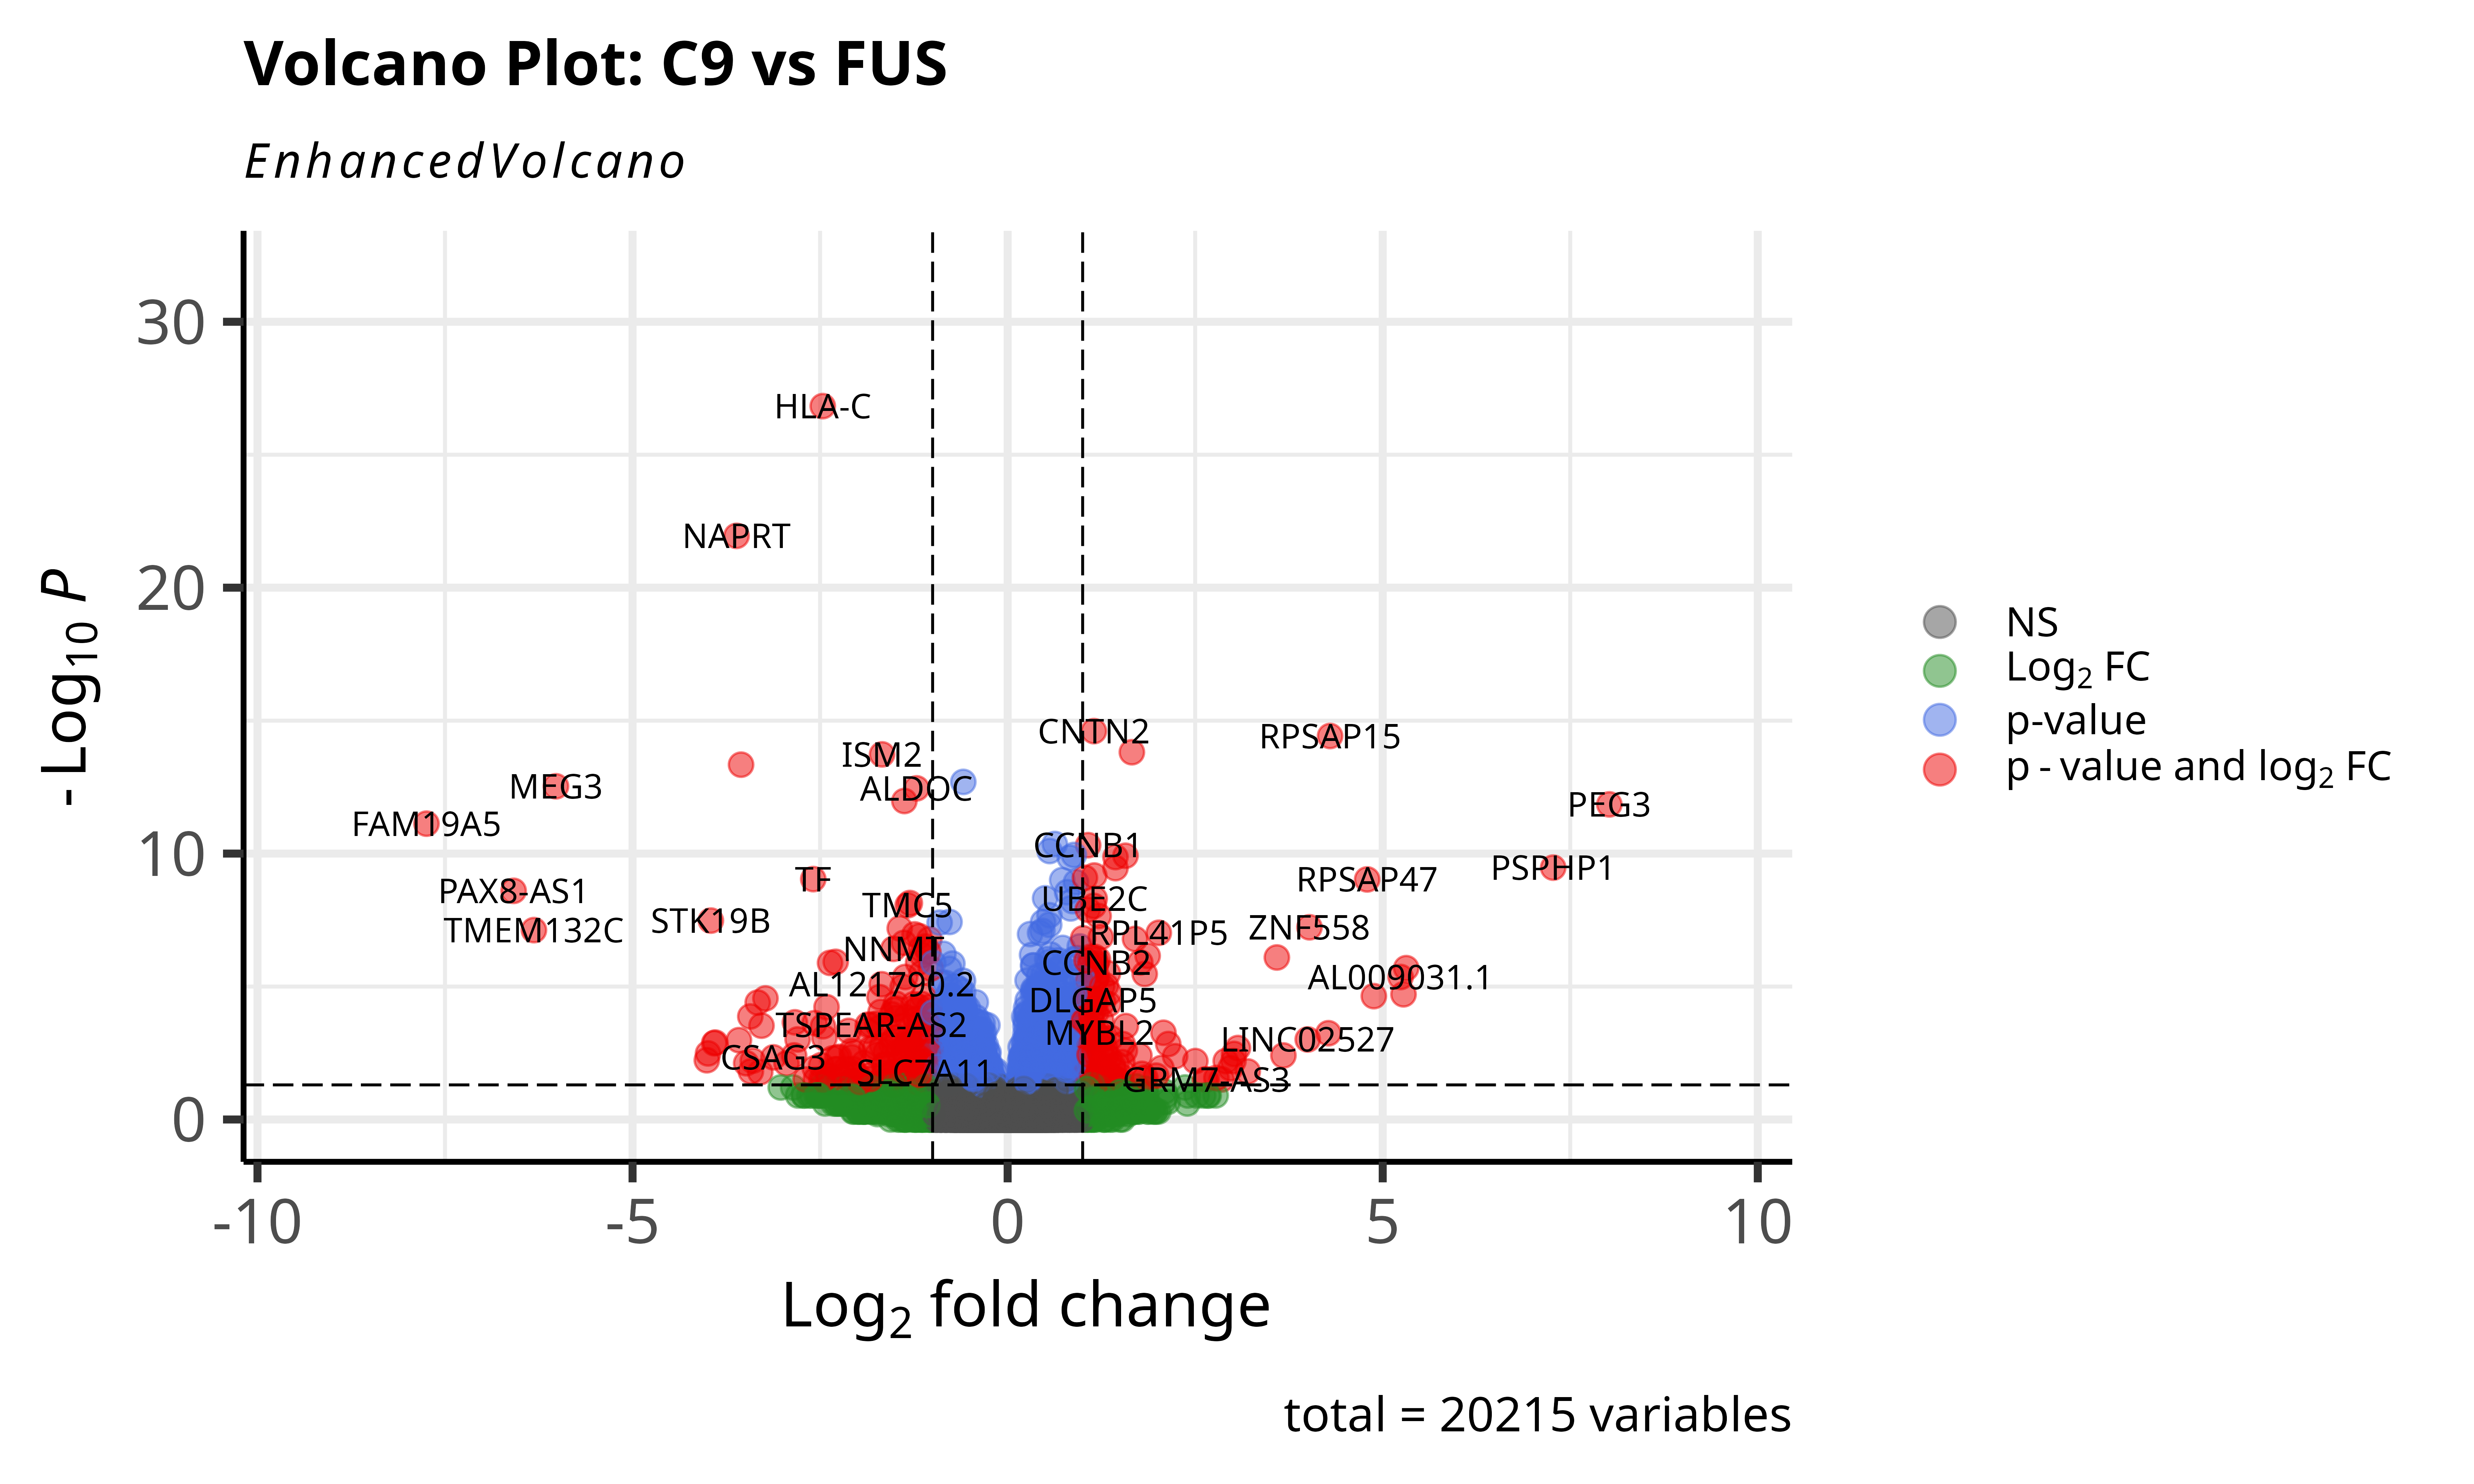 Volcano Plot: C9 vs FUS
EnhancedVolcano
- Log10 P
30
20
10
0
HLA-C
NAPRT
CNTN2
RPSAP15
ISM2
MEG3
ALDOC
PEG3
FAM19A5
CCNB1
PSPHP1
TF
RPSAP47
PAX8-AS1
UBE2C
TMC5
STK19B
ZNF558
TMEM132C
RPL41P5
NNMT
CCNB2
AL009031.1
AL121790.2
DLGAP5
TSPEAR-AS2
MYBL2
LINC02527
CSAG3
SLC7A11
GRM7-AS3
-10 -5 0 5 10
Log2 fold change
NS
Log2 FC
p-value
p - value and log2 FC
total = 20215 variables